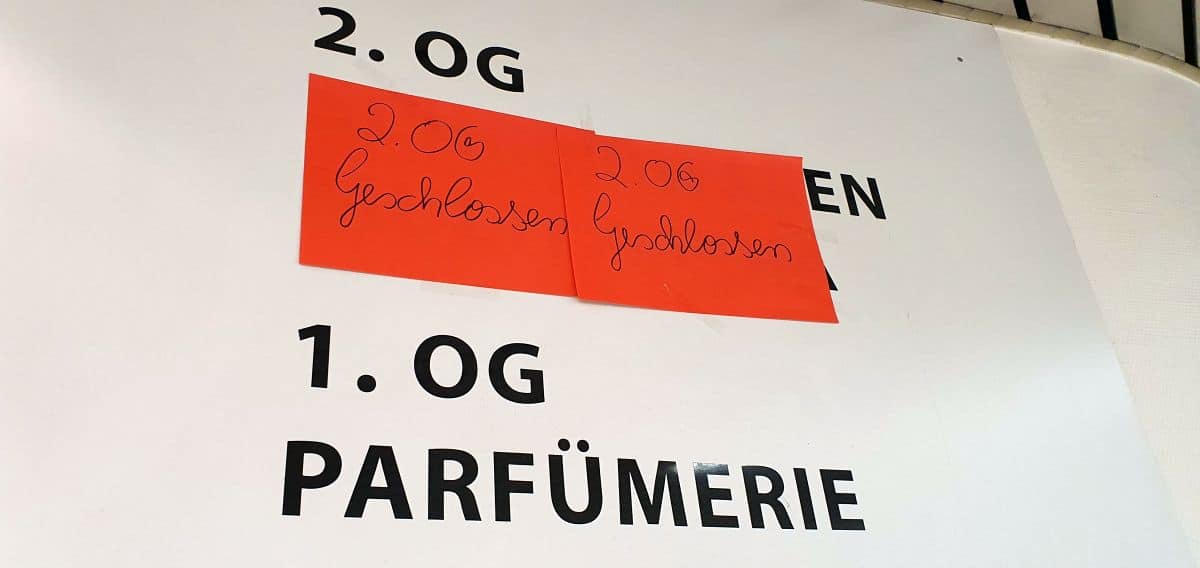 2. OG
2. OG
Geschlossen
2. OG
Geschlossen
EN
1. OG
PARFÜMERIE